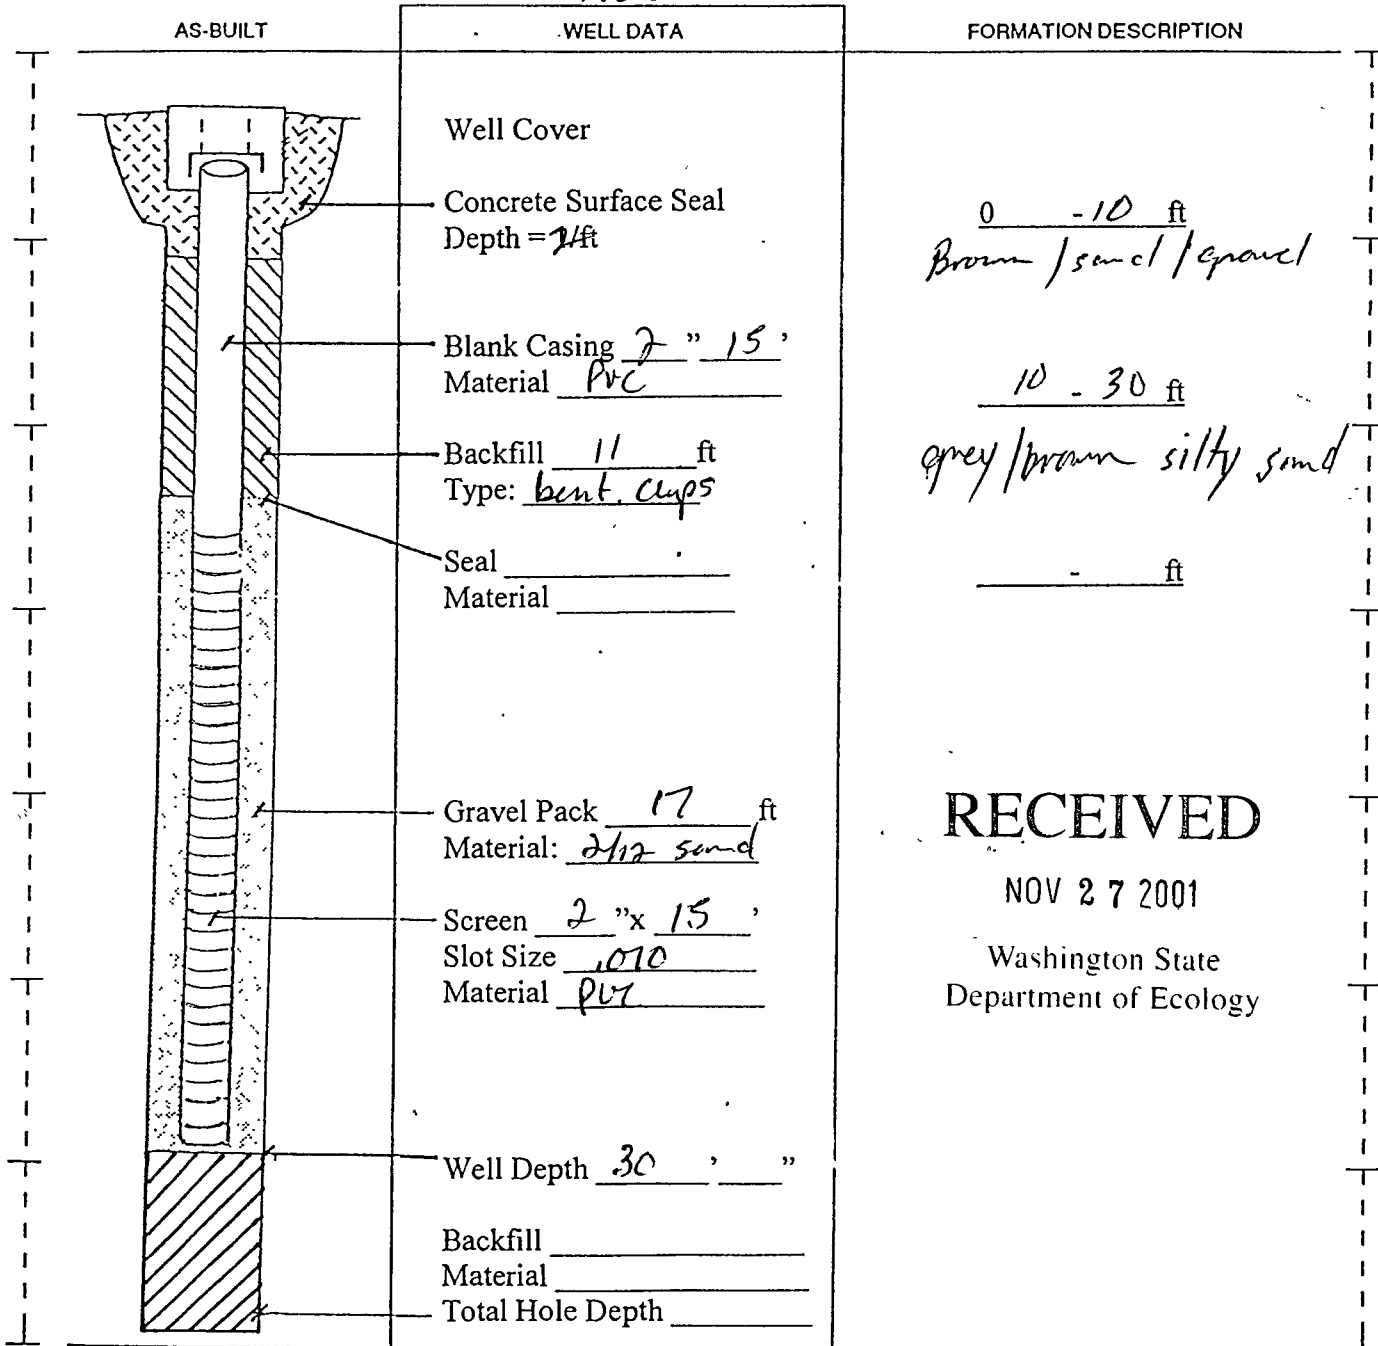 AS-BUILT
WELL DATA
FORMATION DESCRIPTION
Well Cover
Concrete Surface Seal
Depth = ft
Blank Casing 2 " 15 '
Material PVC
Backfill 11 ft
Type: bent. chips
Seal
Material
Gravel Pack 17 ft
Material: 2/12 sand
Screen 2 "x 15 '
Slot Size .010
Material PVC
Well Depth 30 ' "
Backfill
Material
Total Hole Depth
0 - 10 ft
Brown / sand / gravel
10 - 30 ft
grey / brown silty sand
- ft
RECEIVED
NOV 27 2001
Washington State
Department of Ecology